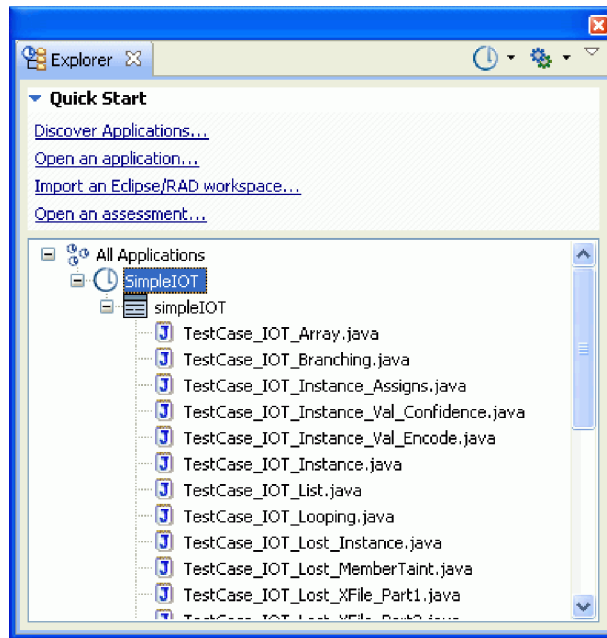 Explorer
Quick Start
Discover Applications...
Open an application...
Import an Eclipse/RAD workspace...
Open an assessment...
All Applications
SimpleIOT
simpleIOT
TestCase_IOT_Array.java
TestCase_IOT_Branching.java
TestCase_IOT_Instance_Assigns.java
TestCase_IOT_Instance_Val_Confidence.java
TestCase_IOT_Instance_Val_Encode.java
TestCase_IOT_Instance.java
TestCase_IOT_List.java
TestCase_IOT_Looping.java
TestCase_IOT_Lost_Instance.java
TestCase_IOT_Lost_MemberTaint.java
TestCase_IOT_Lost_XFile_Part1.java